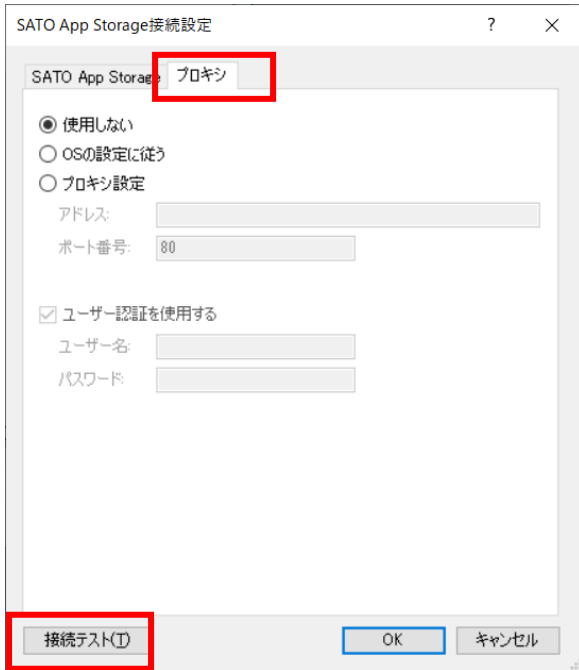 SATO App Storage接続設定
?
SATO App Storage プロキシ
使用しない
OSの設定に従う
プロキシ設定
アドレス:
ポート番号: 80
ユーザー認証を使用する
ユーザー名:
パスワード:
接続テスト(T) OK キャンセル